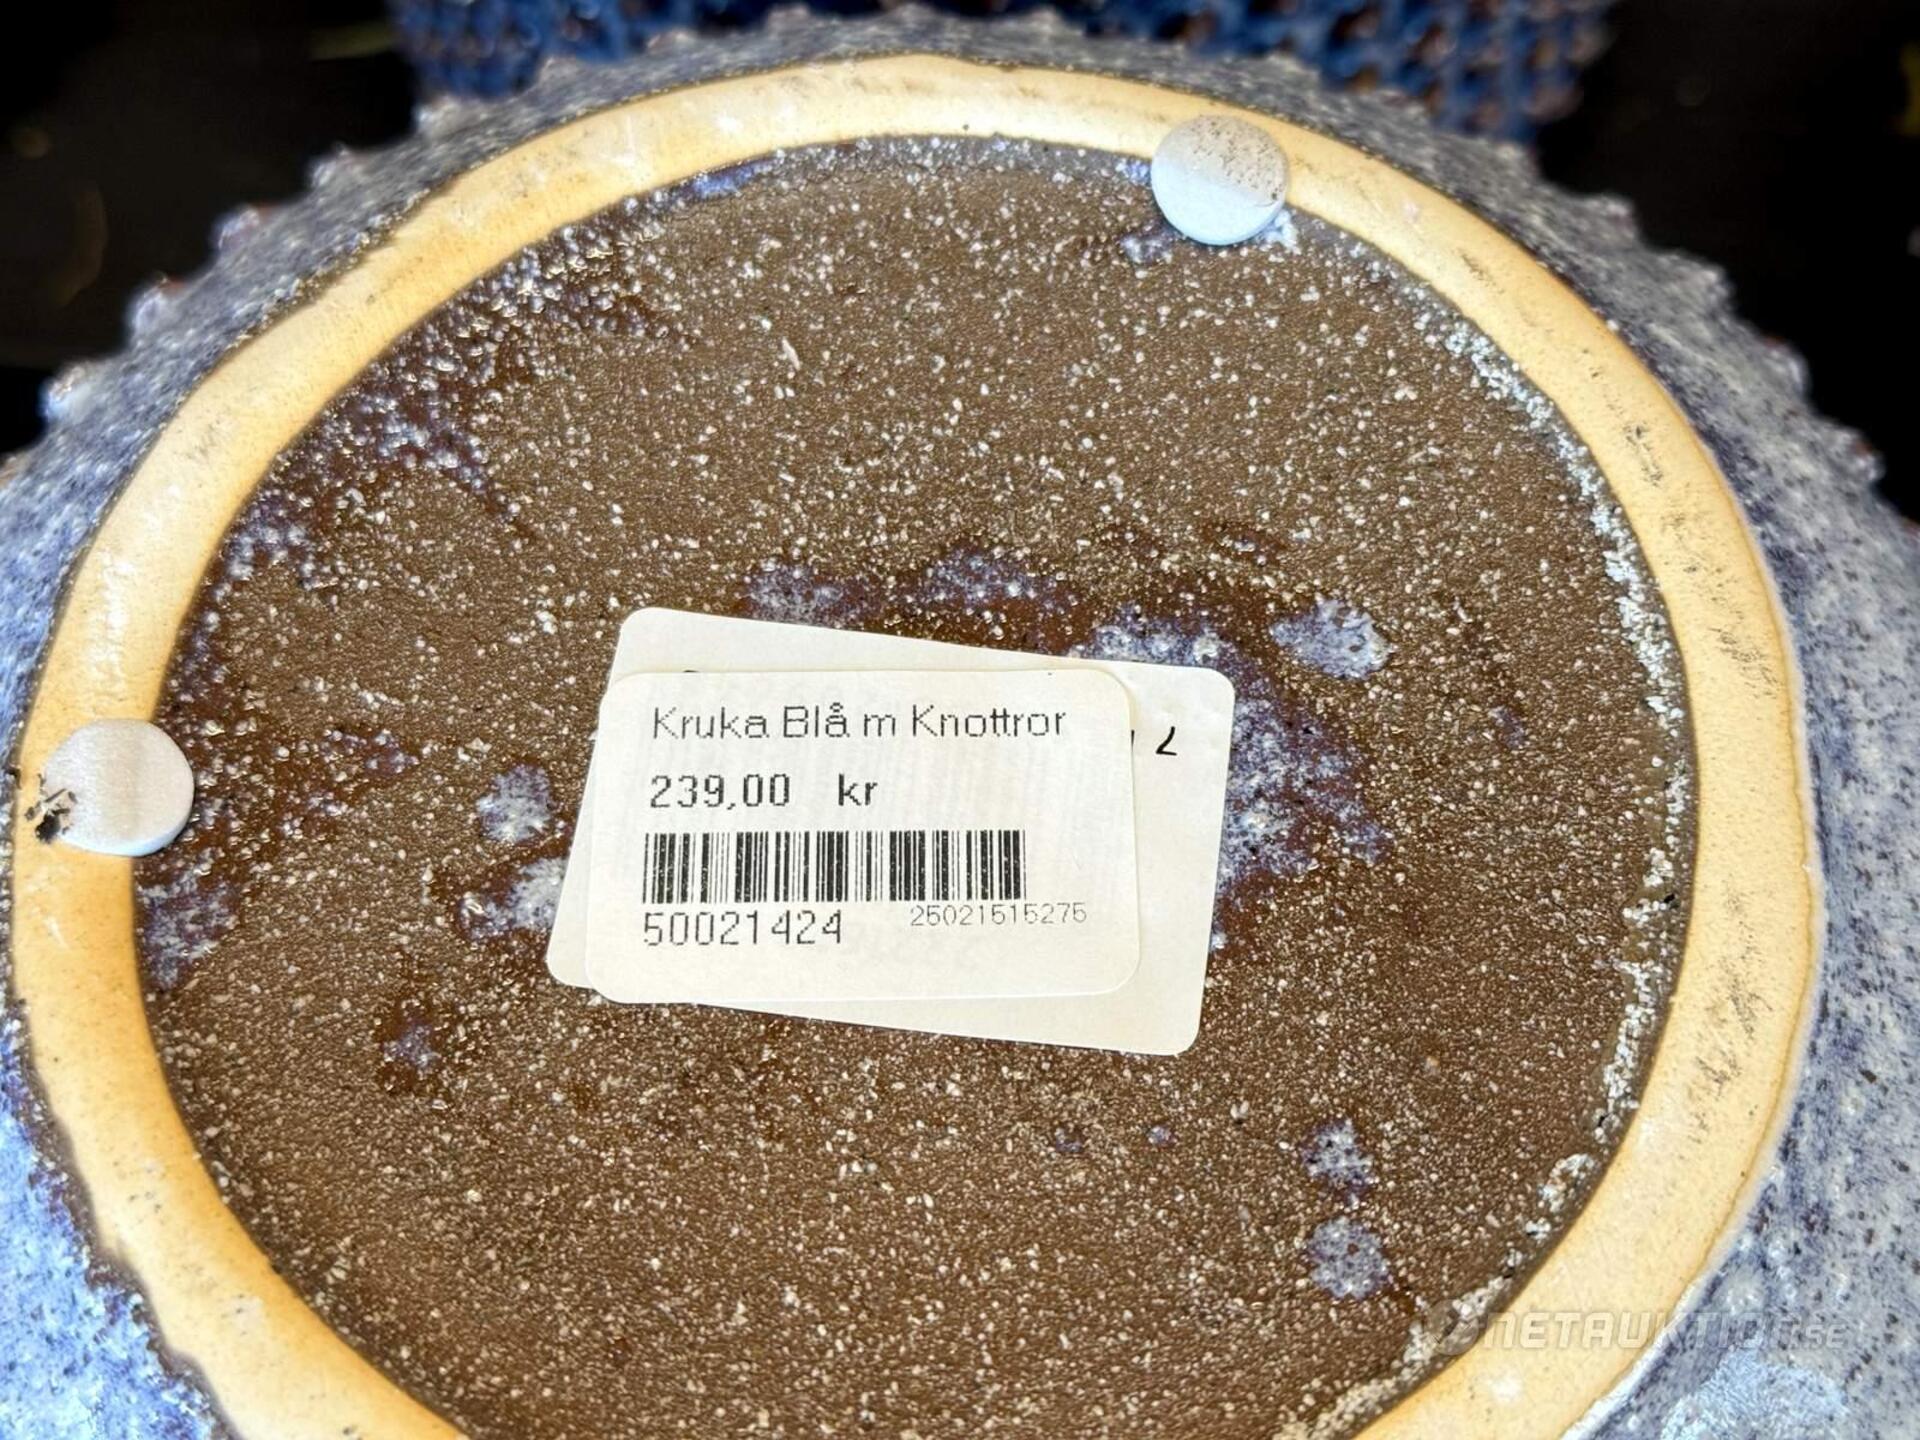 Kruka Blå m Knottror
239,00 kr
50021424 25021515275
NETAUKTION.SE